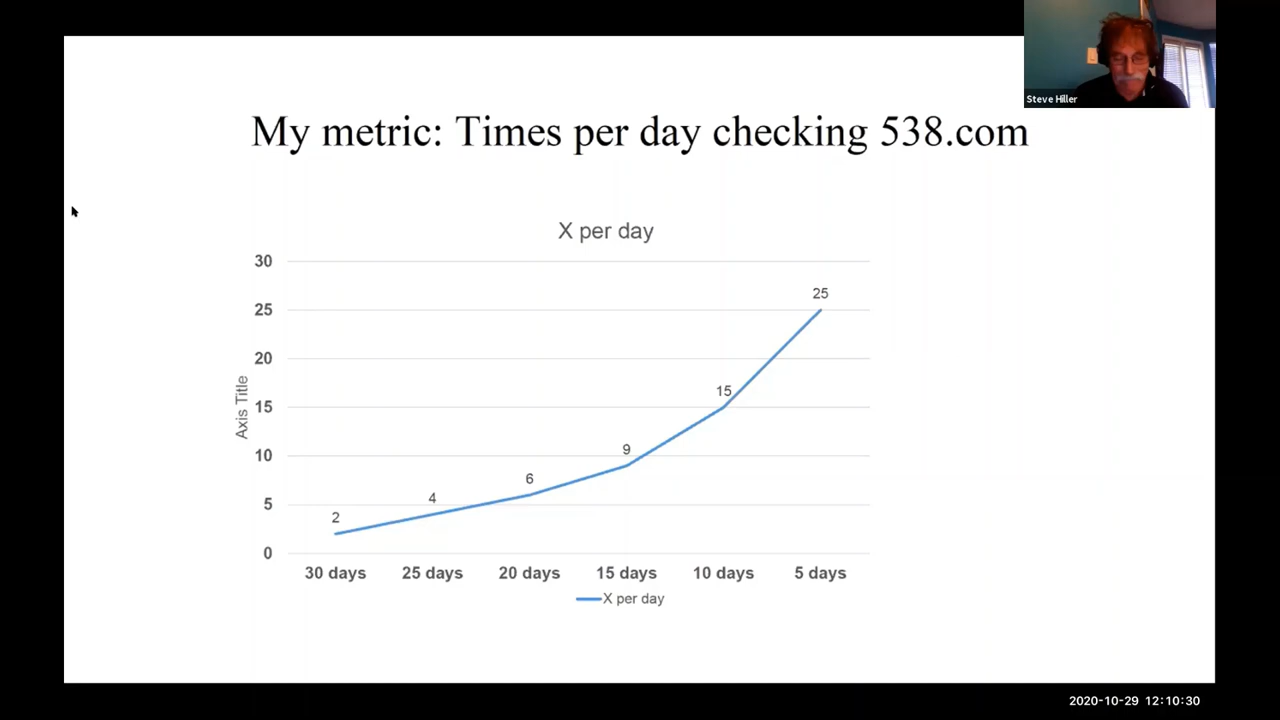 Steve Hiller
My metric: Times per day checking 538.com
X per day
30
25
20
15
10
5
0
Axis Title
2
4
6
9
15
25
30 days 25 days 20 days 15 days 10 days 5 days
X per day
2020-10-29 12:10:30